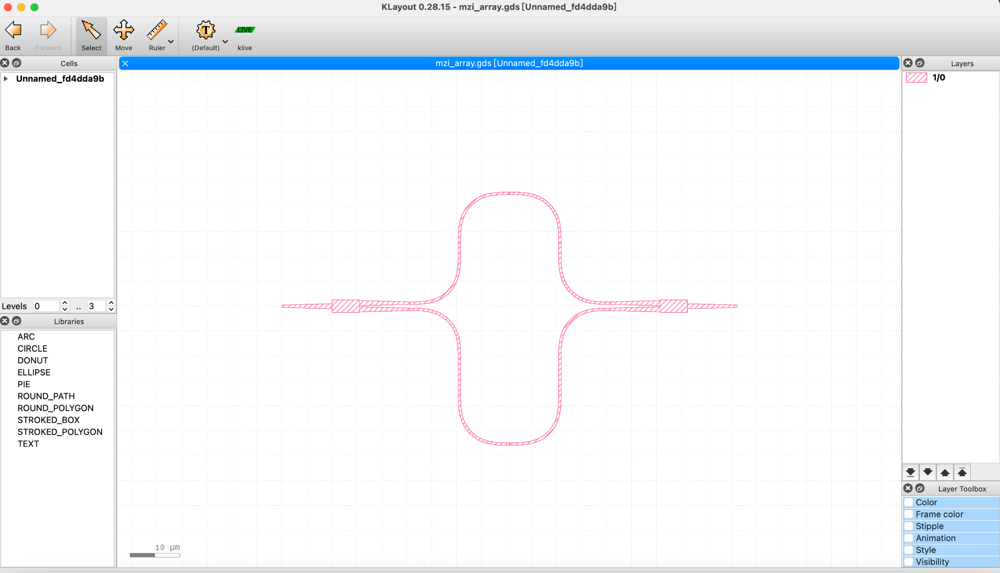 KLayout 0.28.15 - mzi_array.gds [Unnamed_fd4dda9b]
Back
Forward
Select
Move
Ruler
T
(Default)
LIVE
klive
Cells
mzi_array.gds [Unnamed_fd4dda9b]
Layers
Unnamed_fd4dda9b
1/0
Levels 0 .. 3
Libraries
ARC
CIRCLE
DONUT
ELLIPSE
PIE
ROUND_PATH
ROUND_POLYGON
STROKED_BOX
STROKED_POLYGON
TEXT
10 µm
Layer Toolbox
Color
Frame color
Stipple
Animation
Style
Visibility